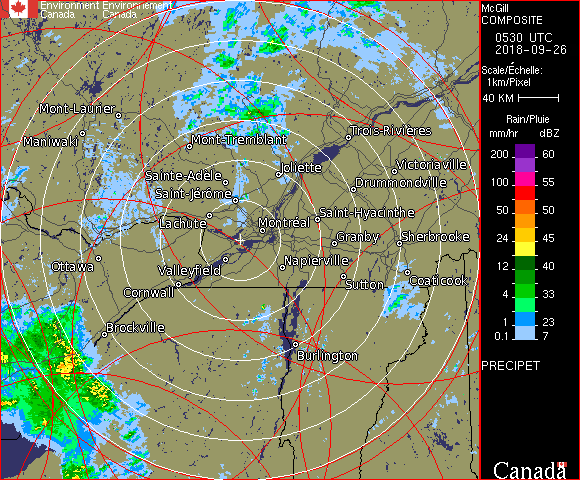 Environment Environnement
Canada Canada
McGill
COMPOSITE
0530 UTC
2018-09-26
Scale/Échelle:
1km/Pixel
40 KM
Rain/Pluie
mm/hr dBZ
200 60
100 55
50 50
24 45
12 40
4 33
1 23
0.1 7
PRECIPET
Canada
Mont-Laurier
Maniwaki
Mont-Tremblant
Trois-Rivières
Joliette
Victoriaville
Sainte-Adèle
Drummondville
Saint-Jérôme
Lachute
Saint-Hyacinthe
Montréal
Granby
Sherbrooke
Ottawa
Valleyfield
Napierville
Cornwall
Sutton
Coaticook
Brockville
Burlington